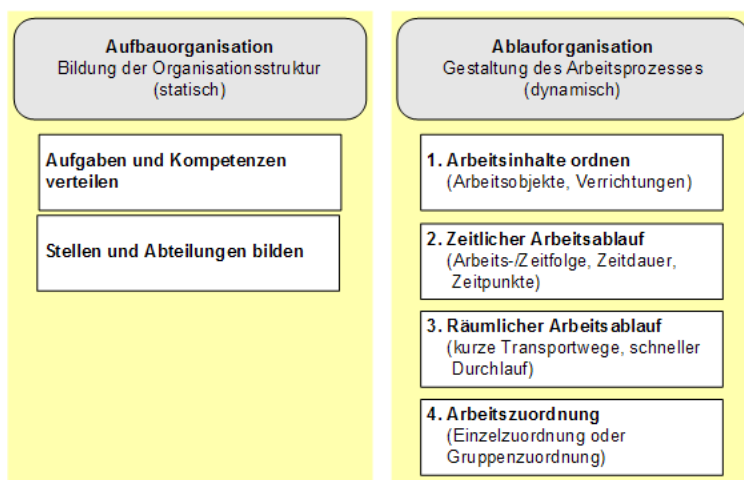 Aufbauorganisation
Bildung der Organisationsstruktur
(statisch)
Aufgaben und Kompetenzen
verteilen
Stellen und Abteilungen bilden
Ablauforganisation
Gestaltung des Arbeitsprozesses
(dynamisch)
1. Arbeitsinhalte ordnen
(Arbeitsobjekte, Verrichtungen)
2. Zeitlicher Arbeitsablauf
(Arbeits-/Zeitfolge, Zeitdauer,
Zeitpunkte)
3. Räumlicher Arbeitsablauf
(kurze Transportwege, schneller
Durchlauf)
4. Arbeitszuordnung
(Einzelzuordnung oder
Gruppenzuordnung)